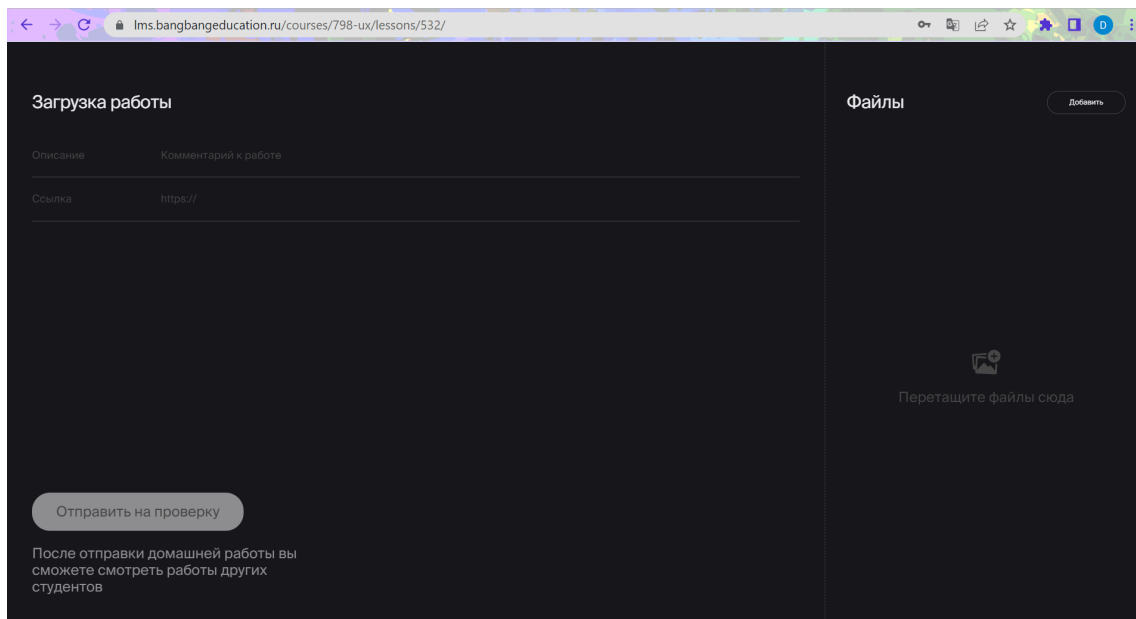 lms.bangbangeducation.ru/courses/798-ux/lessons/532/
D
Загрузка работы
Описание Комментарий к работе
Ссылка https://
Отправить на проверку
После отправки домашней работы вы
сможете смотреть работы других
студентов
Файлы Добавить
Перетащите файлы сюда